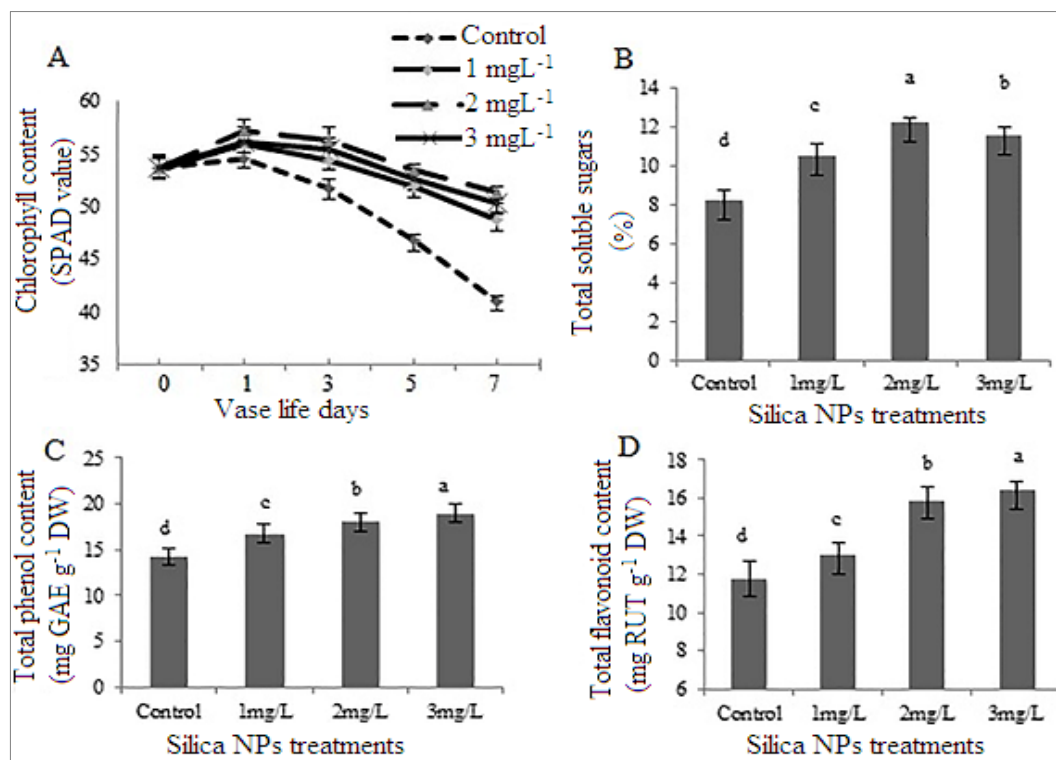 A
Control
1 mgL⁻¹
2 mgL⁻¹
3 mgL⁻¹
Chlorophyll content
(SPAD value)
60
55
50
45
40
35
0 1 3 5 7
Vase life days
B
Total soluble sugars
(%)
14
12
10
8
6
4
2
0
d c a b
Control 1mg/L 2mg/L 3mg/L
Silica NPs treatments
C
Total phenol content
(mg GAE g⁻¹ DW)
25
20
15
10
5
0
d c b a
Control 1mg/L 2mg/L 3mg/L
Silica NPs treatments
D
Total flavonoid content
(mg RUT g⁻¹ DW)
18
16
14
12
10
8
6
d c b a
Control 1mg/L 2mg/L 3mg/L
Silica NPs treatments